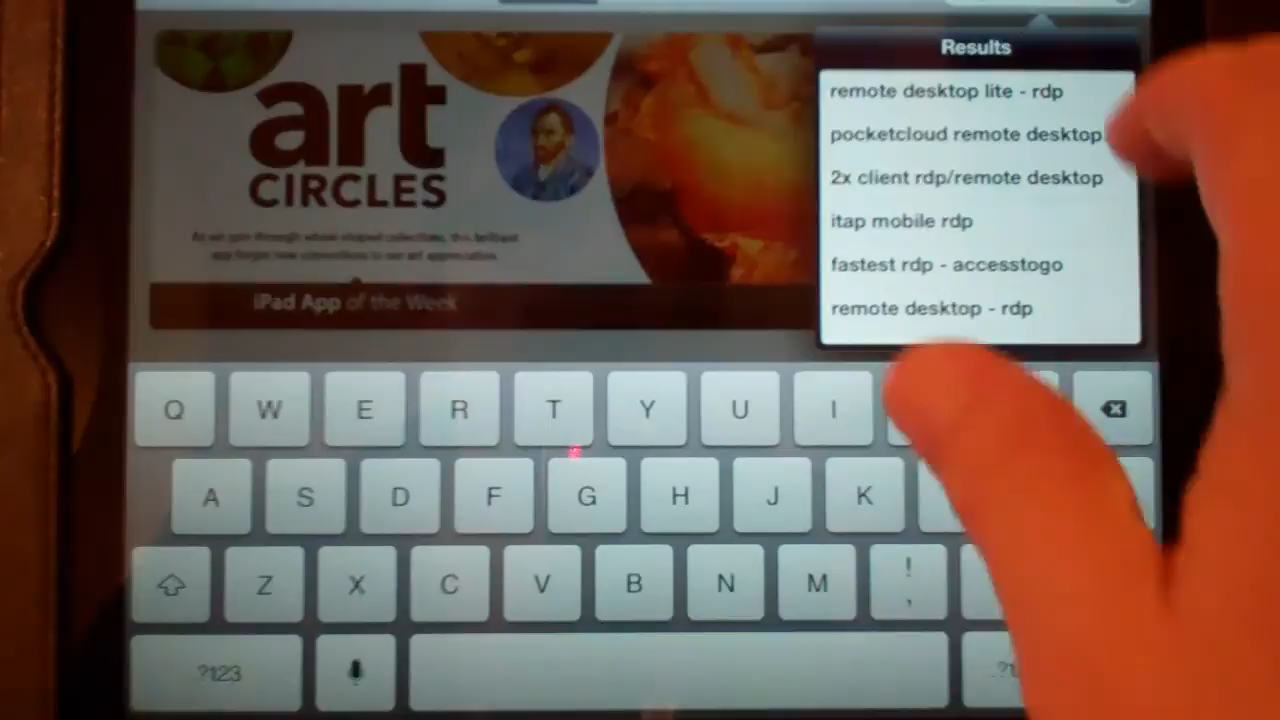 Results
remote desktop lite - rdp
pocketcloud remote desktop
2x client rdp/remote desktop
itap mobile rdp
fastest rdp - accesstogo
remote desktop - rdp
art
CIRCLES
iPad App of the Week
Q W E R T Y U I
A S D F G H J K
Z X C V B N M ! ,
?123